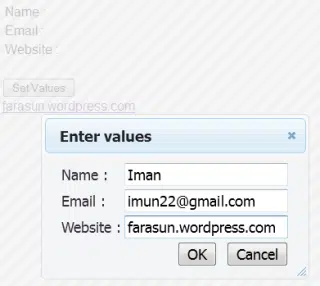 Name :
Email :
Website :
Set Values
farasun.wordpress.com
Enter values
Name : Iman
Email : imun22@gmail.com
Website : farasun.wordpress.com
OK Cancel